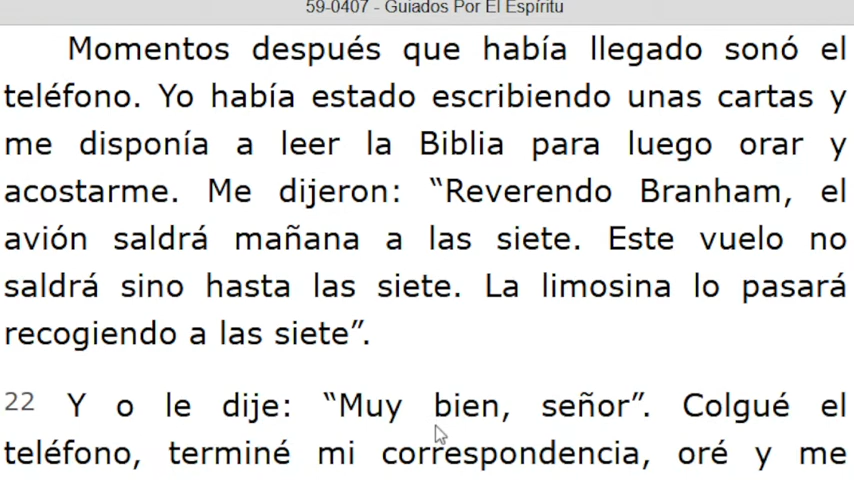 59-0407 - Guiados Por El Espíritu
Momentos después que había llegado sonó el
teléfono. Yo había estado escribiendo unas cartas y
me disponía a leer la Biblia para luego orar y
acostarme. Me dijeron: “Reverendo Branham, el
avión saldrá mañana a las siete. Este vuelo no
saldrá sino hasta las siete. La limosina lo pasará
recogiendo a las siete”.
22 Y o le dije: “Muy bien, señor”. Colgué el
teléfono, terminé mi correspondencia, oré y me